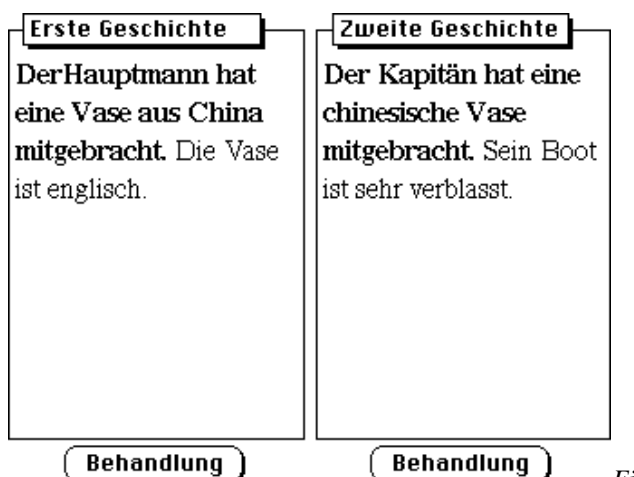 Erste Geschichte
DerHauptmann hat
eine Vase aus China
mitgebracht. Die Vase
ist englisch.
Behandlung
Zweite Geschichte
Der Kapitän hat eine
chinesische Vase
mitgebracht. Sein Boot
ist sehr verblasst.
Behandlung